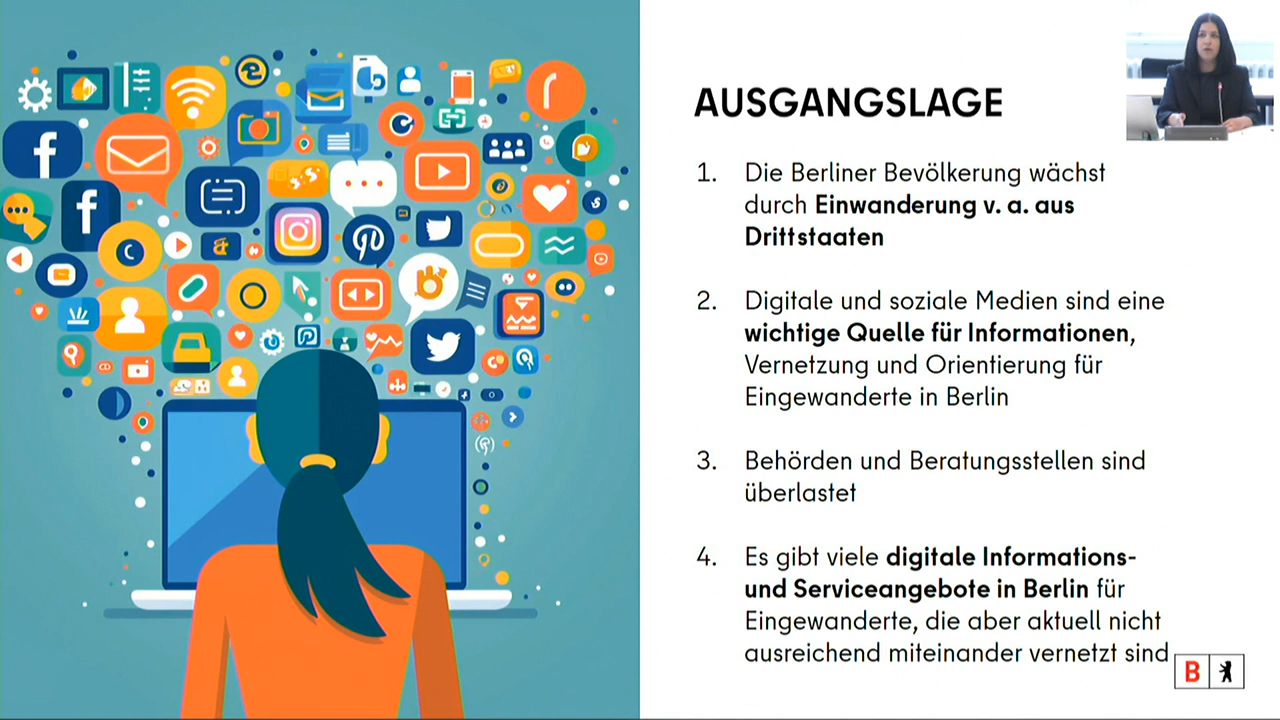 AUSGANGSLAGE
1. Die Berliner Bevölkerung wächst
durch Einwanderung v. a. aus
Drittstaaten
2. Digitale und soziale Medien sind eine
wichtige Quelle für Informationen,
Vernetzung und Orientierung für
Eingewanderte in Berlin
3. Behörden und Beratungsstellen sind
überlastet
4. Es gibt viele digitale Informations-
und Serviceangebote in Berlin für
Eingewanderte, die aber aktuell nicht
ausreichend miteinander vernetzt sind
B